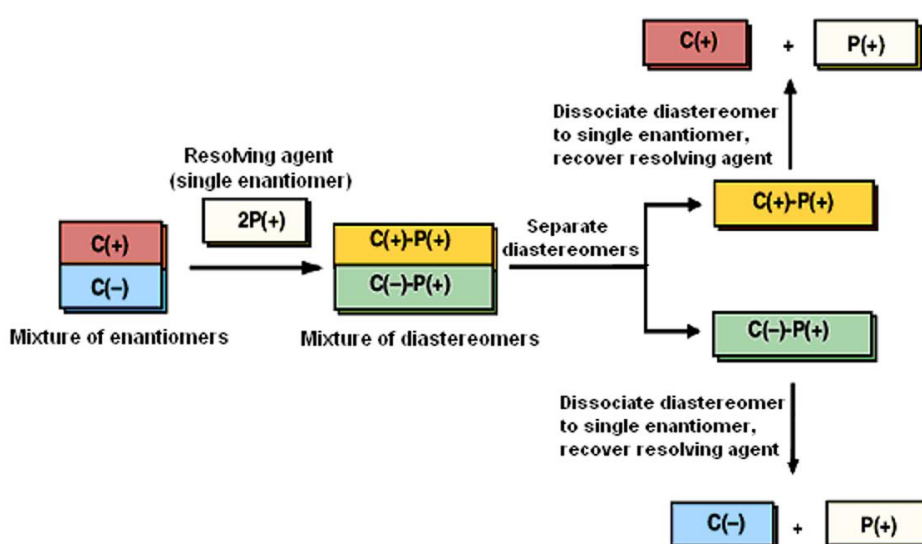 C(+) + P(+)
Dissociate diastereomer
to single enantiomer,
recover resolving agent
Resolving agent
(single enantiomer)
2P(+)
C(+)
C(−)
Mixture of enantiomers
C(+)-P(+)
C(−)-P(+)
Mixture of diastereomers
Separate
diastereomers
C(+)-P(+)
C(−)-P(+)
Dissociate diastereomer
to single enantiomer,
recover resolving agent
C(−) + P(+)